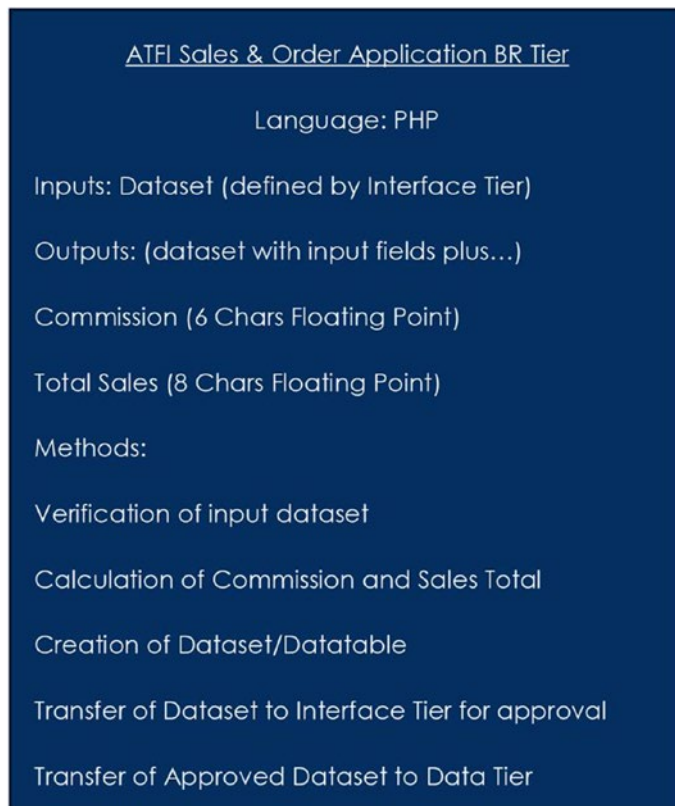 ATFI Sales & Order Application BR Tier
Language: PHP
Inputs: Dataset (defined by Interface Tier)
Outputs: (dataset with input fields plus...)
Commission (6 Chars Floating Point)
Total Sales (8 Chars Floating Point)
Methods:
Verification of input dataset
Calculation of Commission and Sales Total
Creation of Dataset/Datatable
Transfer of Dataset to Interface Tier for approval
Transfer of Approved Dataset to Data Tier